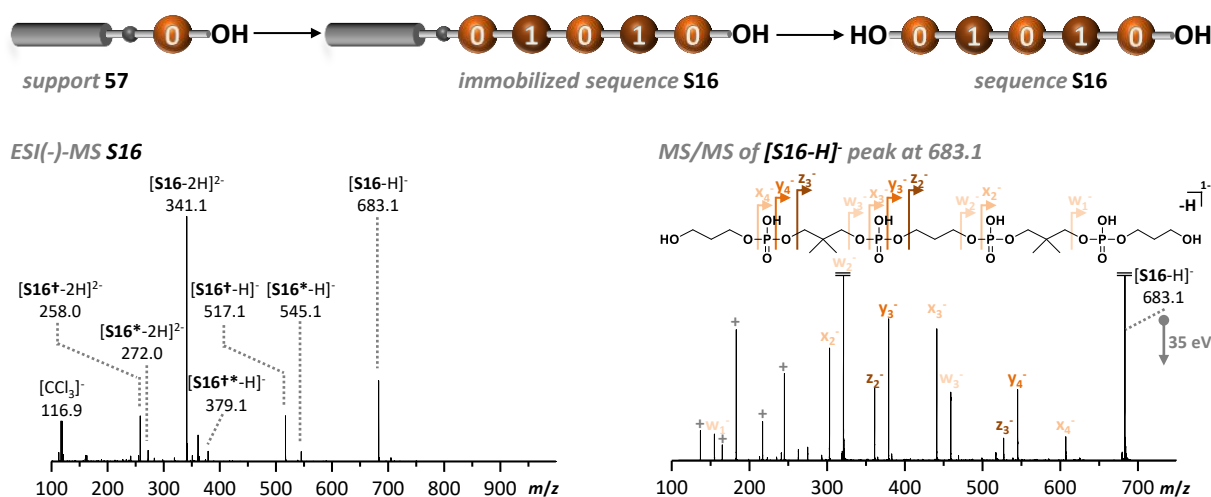 0 OH
0 1 0 1 0 OH
HO 0 1 0 1 0 OH
support 57
immobilized sequence S16
sequence S16
ESI(-)-MS S16
[S16-2H]²⁻
341.1
[S16-H]⁻
683.1
[S16†-2H]²⁻
258.0
[S16*-2H]²⁻
272.0
[S16†-H]⁻
517.1
[S16*-H]⁻
545.1
[S16†*-H]⁻
379.1
[CCl₃]⁻
116.9
100 200 300 400 500 600 700 800 900 m/z
MS/MS of [S16-H]⁻ peak at 683.1
x₄⁻ y₄⁻ z₃⁻ w₃⁻ x₃⁻ y₃⁻ z₂⁻ w₂⁻ x₂⁻ w₁⁻
-H 1-
OH OH OH OH
HO O P O O P O O P O O P O OH
O O O O
w₂⁻
[S16-H]⁻
683.1
35 eV
+ w₁⁻ + + + + x₂⁻ z₂⁻ y₃⁻ x₃⁻ w₃⁻ z₃⁻ y₄⁻ x₄⁻
100 200 300 400 500 600 700 m/z